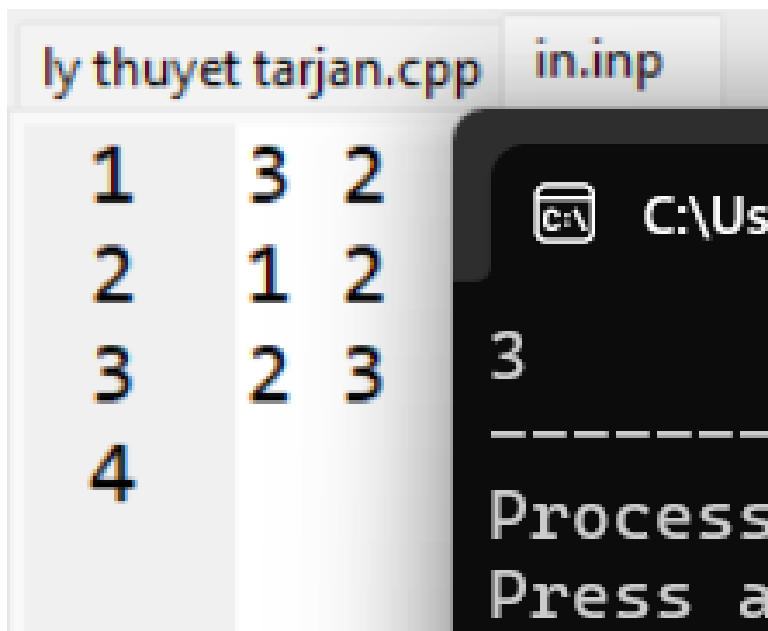 ly thuyet tarjan.cpp in.inp
1 3 2
2 1 2
3 2 3
4
C:\Us
3
--------
Process
Press a